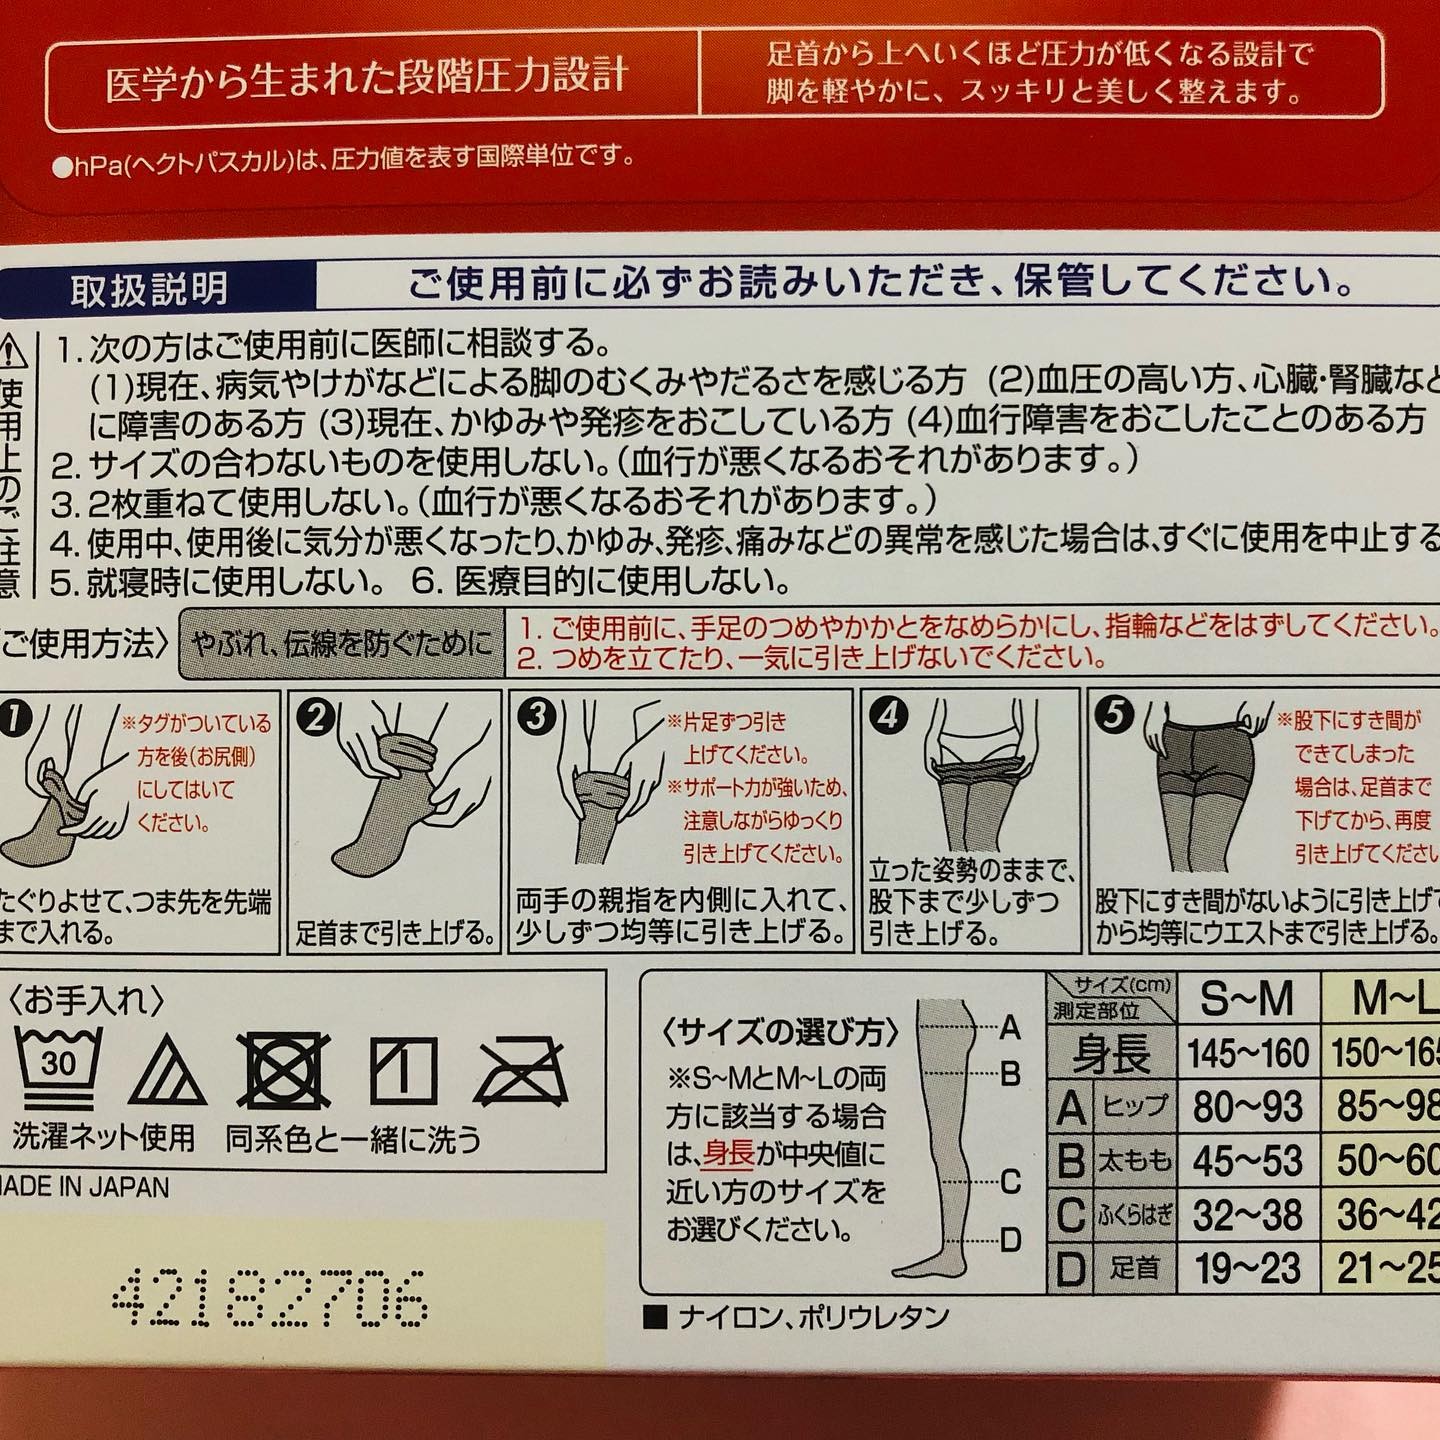 医学から生まれた段階圧力設計
足首から上へいくほど圧力が低くなる設計で
脚を軽やかに、スッキリと美しく整えます。
●hPa(ヘクトパスカル)は、圧力値を表す国際単位です。
取扱説明
ご使用前に必ずお読みいただき、保管してください。
使用上のご注意
1. 次の方はご使用前に医師に相談する。
(1)現在、病気やけがなどによる脚のむくみやだるさを感じる方 (2)血圧の高い方、心臓・腎臓など
に障害のある方 (3)現在、かゆみや発疹をおこしている方 (4)血行障害をおこしたことのある方
2. サイズの合わないものを使用しない。(血行が悪くなるおそれがあります。)
3. 2枚重ねて使用しない。(血行が悪くなるおそれがあります。)
4. 使用中、使用後に気分が悪くなったり、かゆみ、発疹、痛みなどの異常を感じた場合は、すぐに使用を中止する
5. 就寝時に使用しない。 6. 医療目的に使用しない。
ご使用方法〉
やぶれ、伝線を防ぐために
1. ご使用前に、手足のつめやかかとをなめらかにし、指輪などをはずしてください。
2. つめを立てたり、一気に引き上げないでください。
1
※タグがついている
方を後(お尻側)
にしてはいて
ください。
たぐりよせて、つま先を先端
まで入れる。
2
足首まで引き上げる。
3
※片足ずつ引き
上げてください。
※サポート力が強いため、
注意しながらゆっくり
引き上げてください。
両手の親指を内側に入れて、
少しずつ均等に引き上げる。
4
立った姿勢のままで、
股下まで少しずつ
引き上げる。
5
※股下にすき間が
できてしまった
場合は、足首まで
下げてから、再度
引き上げてください
股下にすき間がないように引き上げて
から均等にウエストまで引き上げる。
〈お手入れ〉
30
洗濯ネット使用
同系色と一緒に洗う
MADE IN JAPAN
42182706
〈サイズの選び方〉
※S~MとM~Lの両
方に該当する場合
は、身長が中央値に
近い方のサイズを
お選びください。
A
B
C
D
サイズ(cm)
測定部位
S~M
M~L
身長 145~160 150~165
A ヒップ 80~93 85~98
B 太もも 45~53 50~60
C ふくらはぎ 32~38 36~42
D 足首 19~23 21~25
■ ナイロン、ポリウレタン